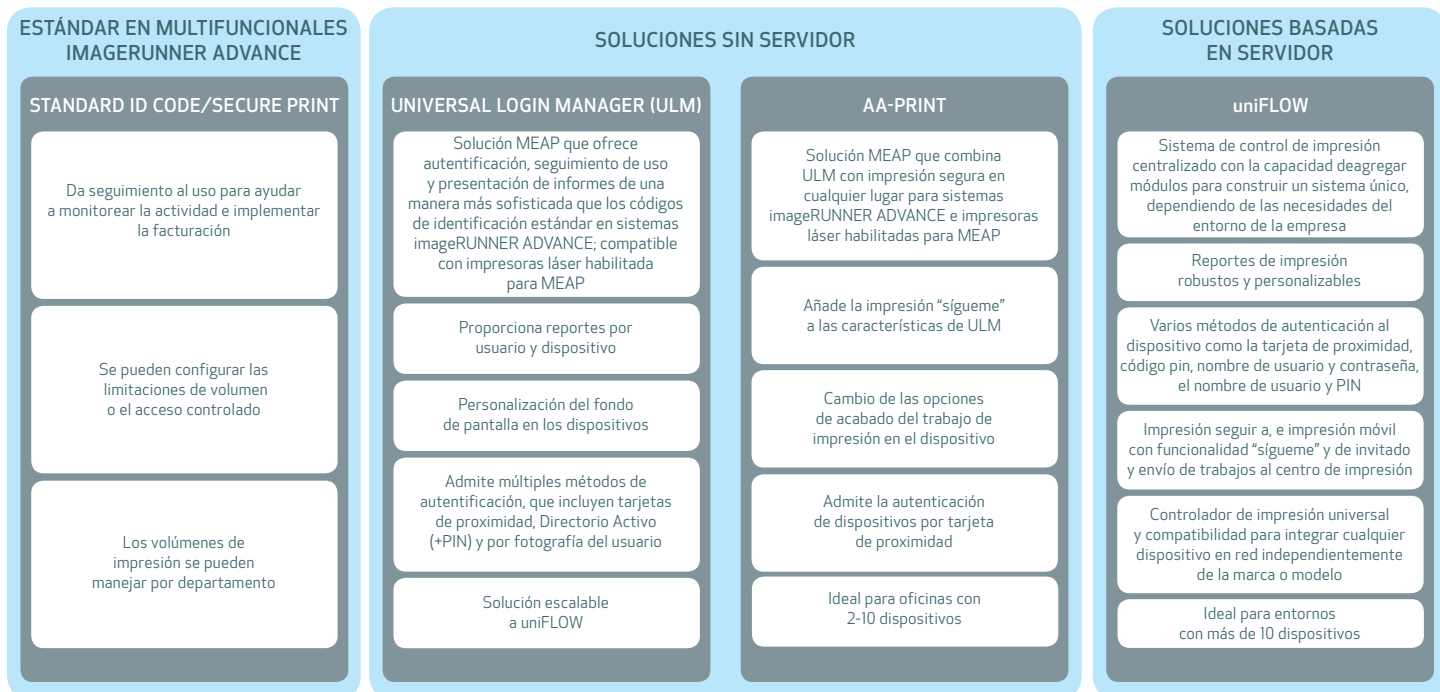 ESTÁNDAR EN MULTIFUNCIONALES
IMAGERUNNER ADVANCE
STANDARD ID CODE/SECURE PRINT
Da seguimiento al uso para ayudar
a monitorear la actividad e implementar
la facturación
Se pueden configurar las
limitaciones de volumen
o el acceso controlado
Los volúmenes de
impresión se pueden
manejar por departamento
SOLUCIONES SIN SERVIDOR
UNIVERSAL LOGIN MANAGER (ULM)
Solución MEAP que ofrece
autentificación, seguimiento de uso
y presentación de informes de una
manera más sofisticada que los códigos
de identificación estándar en sistemas
imageRUNNER ADVANCE; compatible
con impresoras láser habilitada
para MEAP
Proporciona reportes por
usuario y dispositivo
Personalización del fondo
de pantalla en los dispositivos
Admite múltiples métodos de
autentificación, que incluyen tarjetas
de proximidad, Directorio Activo
(+PIN) y por fotografía del usuario
Solución escalable
a uniFLOW
AA-PRINT
Solución MEAP que combina
ULM con impresión segura en
cualquier lugar para sistemas
imageRUNNER ADVANCE e impresoras
láser habilitadas para MEAP
Añade la impresión “sígueme”
a las características de ULM
Cambio de las opciones
de acabado del trabajo de
impresión en el dispositivo
Admite la autenticación
de dispositivos por tarjeta
de proximidad
Ideal para oficinas con
2-10 dispositivos
SOLUCIONES BASADAS
EN SERVIDOR
uniFLOW
Sistema de control de impresión
centralizado con la capacidad deagregar
módulos para construir un sistema único,
dependiendo de las necesidades del
entorno de la empresa
Reportes de impresión
robustos y personalizables
Varios métodos de autenticación al
dispositivo como la tarjeta de proximidad,
código pin, nombre de usuario y contraseña,
el nombre de usuario y PIN
Impresión seguir a, e impresión móvil
con funcionalidad “sígueme” y de invitado
y envío de trabajos al centro de impresión
Controlador de impresión universal
y compatibilidad para integrar cualquier
dispositivo en red independientemente
de la marca o modelo
Ideal para entornos
con más de 10 dispositivos